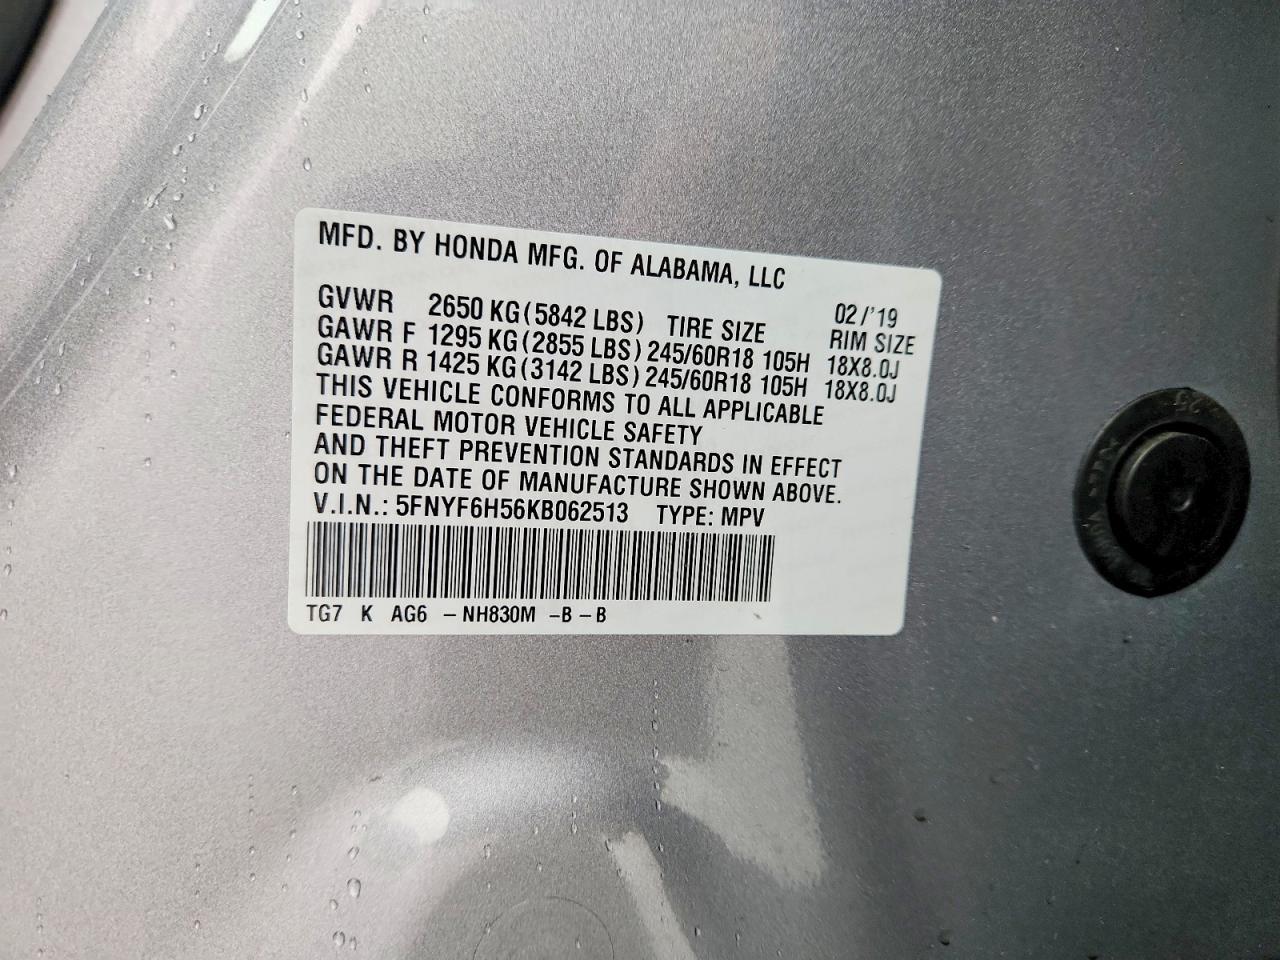 MFD. BY HONDA MFG. OF ALABAMA, LLC
02/'19
GVWR 2650 KG(5842 LBS) TIRE SIZE RIM SIZE
GAWR F 1295 KG(2855 LBS) 245/60R18 105H 18X8.0J
GAWR R 1425 KG(3142 LBS) 245/60R18 105H 18X8.0J
THIS VEHICLE CONFORMS TO ALL APPLICABLE
FEDERAL MOTOR VEHICLE SAFETY
AND THEFT PREVENTION STANDARDS IN EFFECT
ON THE DATE OF MANUFACTURE SHOWN ABOVE.
V.I.N.: 5FNYF6H56KB062513 TYPE: MPV
TG7 K AG6 -NH830M -B-B